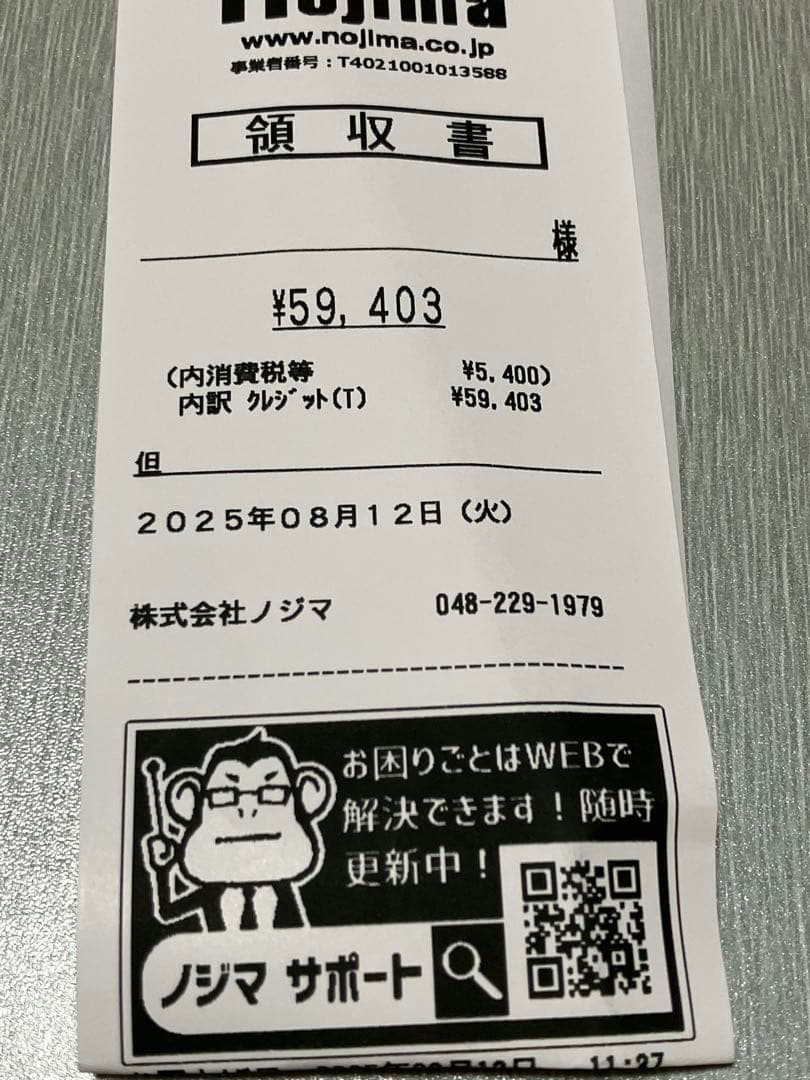 Nojima
www.nojima.co.jp
事業者番号：T4021001013588
領収書
様
¥59,403
(内消費税等 ¥5,400)
内訳 ｸﾚｼﾞｯﾄ(T) ¥59,403
但
２０２５年０８月１２日（火）
株式会社ノジマ 048-229-1979
お困りごとはWEBで
解決できます！随時
更新中！
ノジマ サポート
11:27